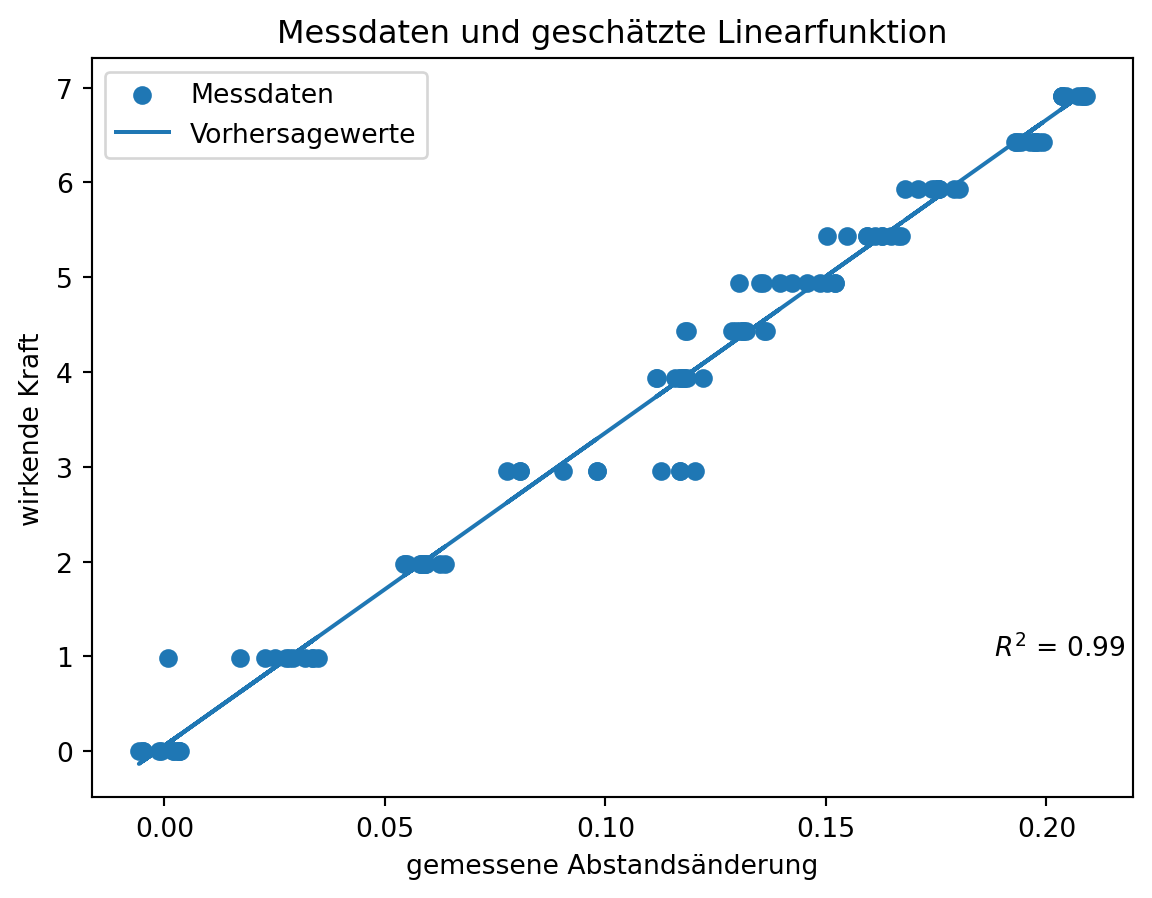 Messdaten und geschätzte Linearfunktion
Messdaten
Vorhersagewerte
7
6
5
4
3
2
1
0
wirkende Kraft
R² = 0.99
0.00 0.05 0.10 0.15 0.20
gemessene Abstandsänderung